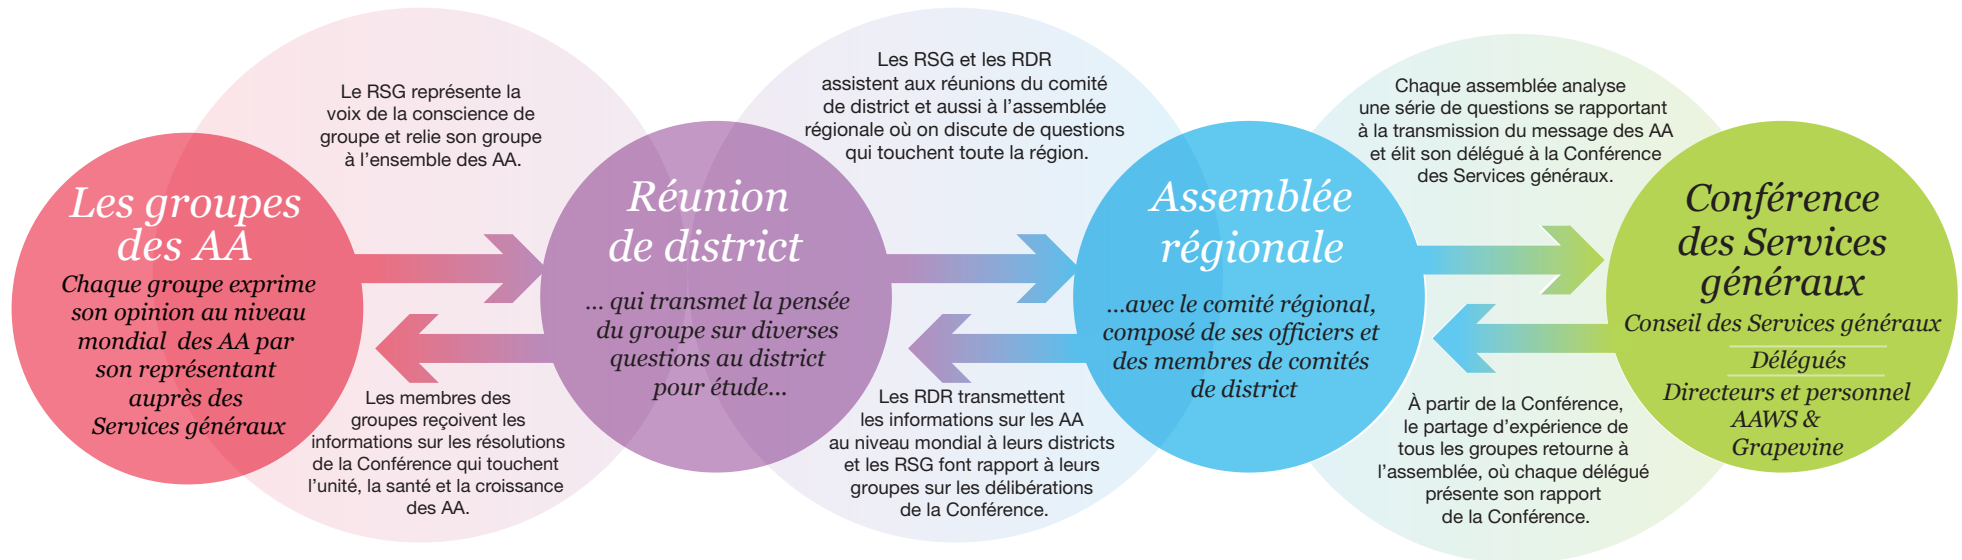 Les groupes
des AA
Chaque groupe exprime
son opinion au niveau
mondial des AA par
son représentant
auprès des
Services généraux
Le RSG représente la
voix de la conscience de
groupe et relie son groupe
à l'ensemble des AA.
Les membres des
groupes reçoivent les
informations sur les résolutions
de la Conférence qui touchent
l'unité, la santé et la croissance
des AA.
Réunion
de district
... qui transmet la pensée
du groupe sur diverses
questions au district
pour étude...
Les RSG et les RDR
assistent aux réunions du comité
de district et aussi à l'assemblée
régionale où on discute de questions
qui touchent toute la région.
Les RDR transmettent
les informations sur les AA
au niveau mondial à leurs districts
et les RSG font rapport à leurs
groupes sur les délibérations
de la Conférence.
Assemblée
régionale
...avec le comité régional,
composé de ses officiers et
des membres de comités
de district
Chaque assemblée analyse
une série de questions se rapportant
à la transmission du message des AA
et élit son délégué à la Conférence
des Services généraux.
À partir de la Conférence,
le partage d'expérience de
tous les groupes retourne à
l'assemblée, où chaque délégué
présente son rapport
de la Conférence.
Conférence
des Services
généraux
Conseil des Services généraux
Délégués
Directeurs et personnel
AAWS &
Grapevine